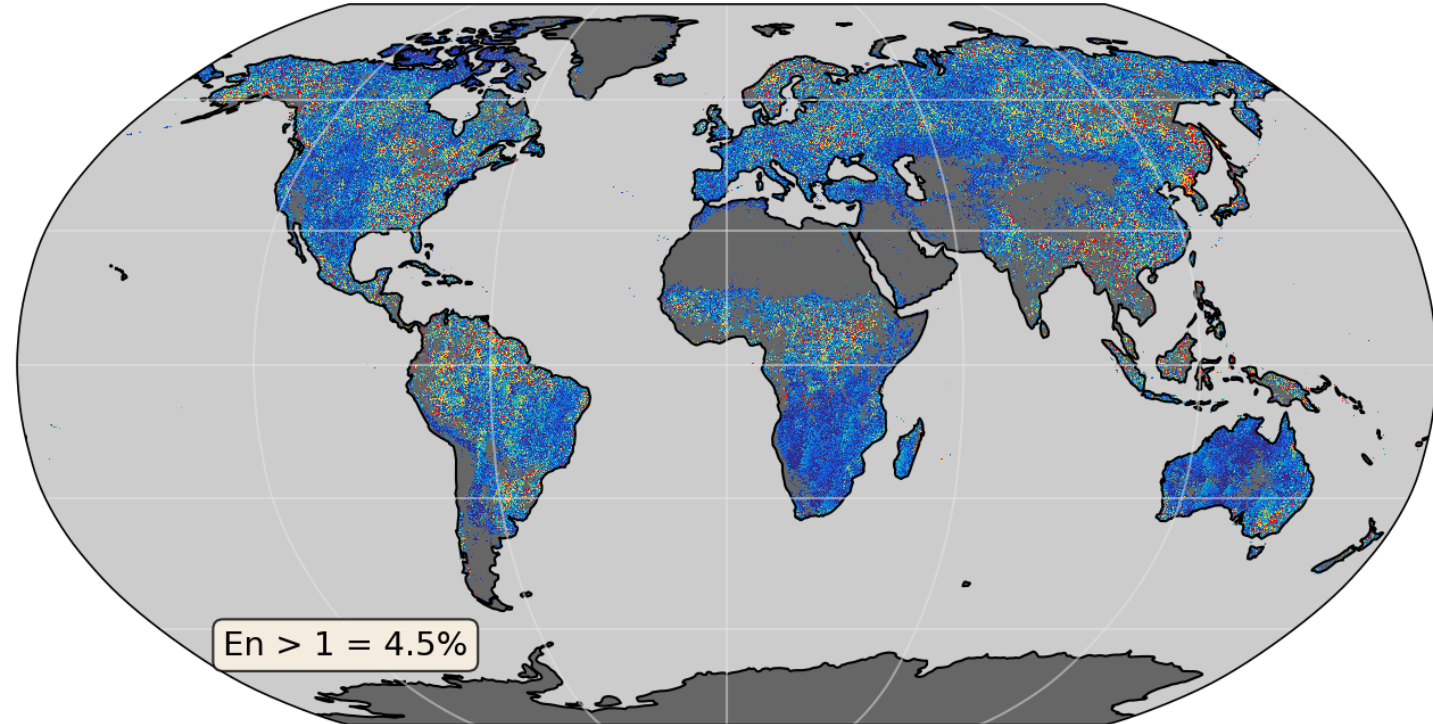 En > 1 = 4.5%